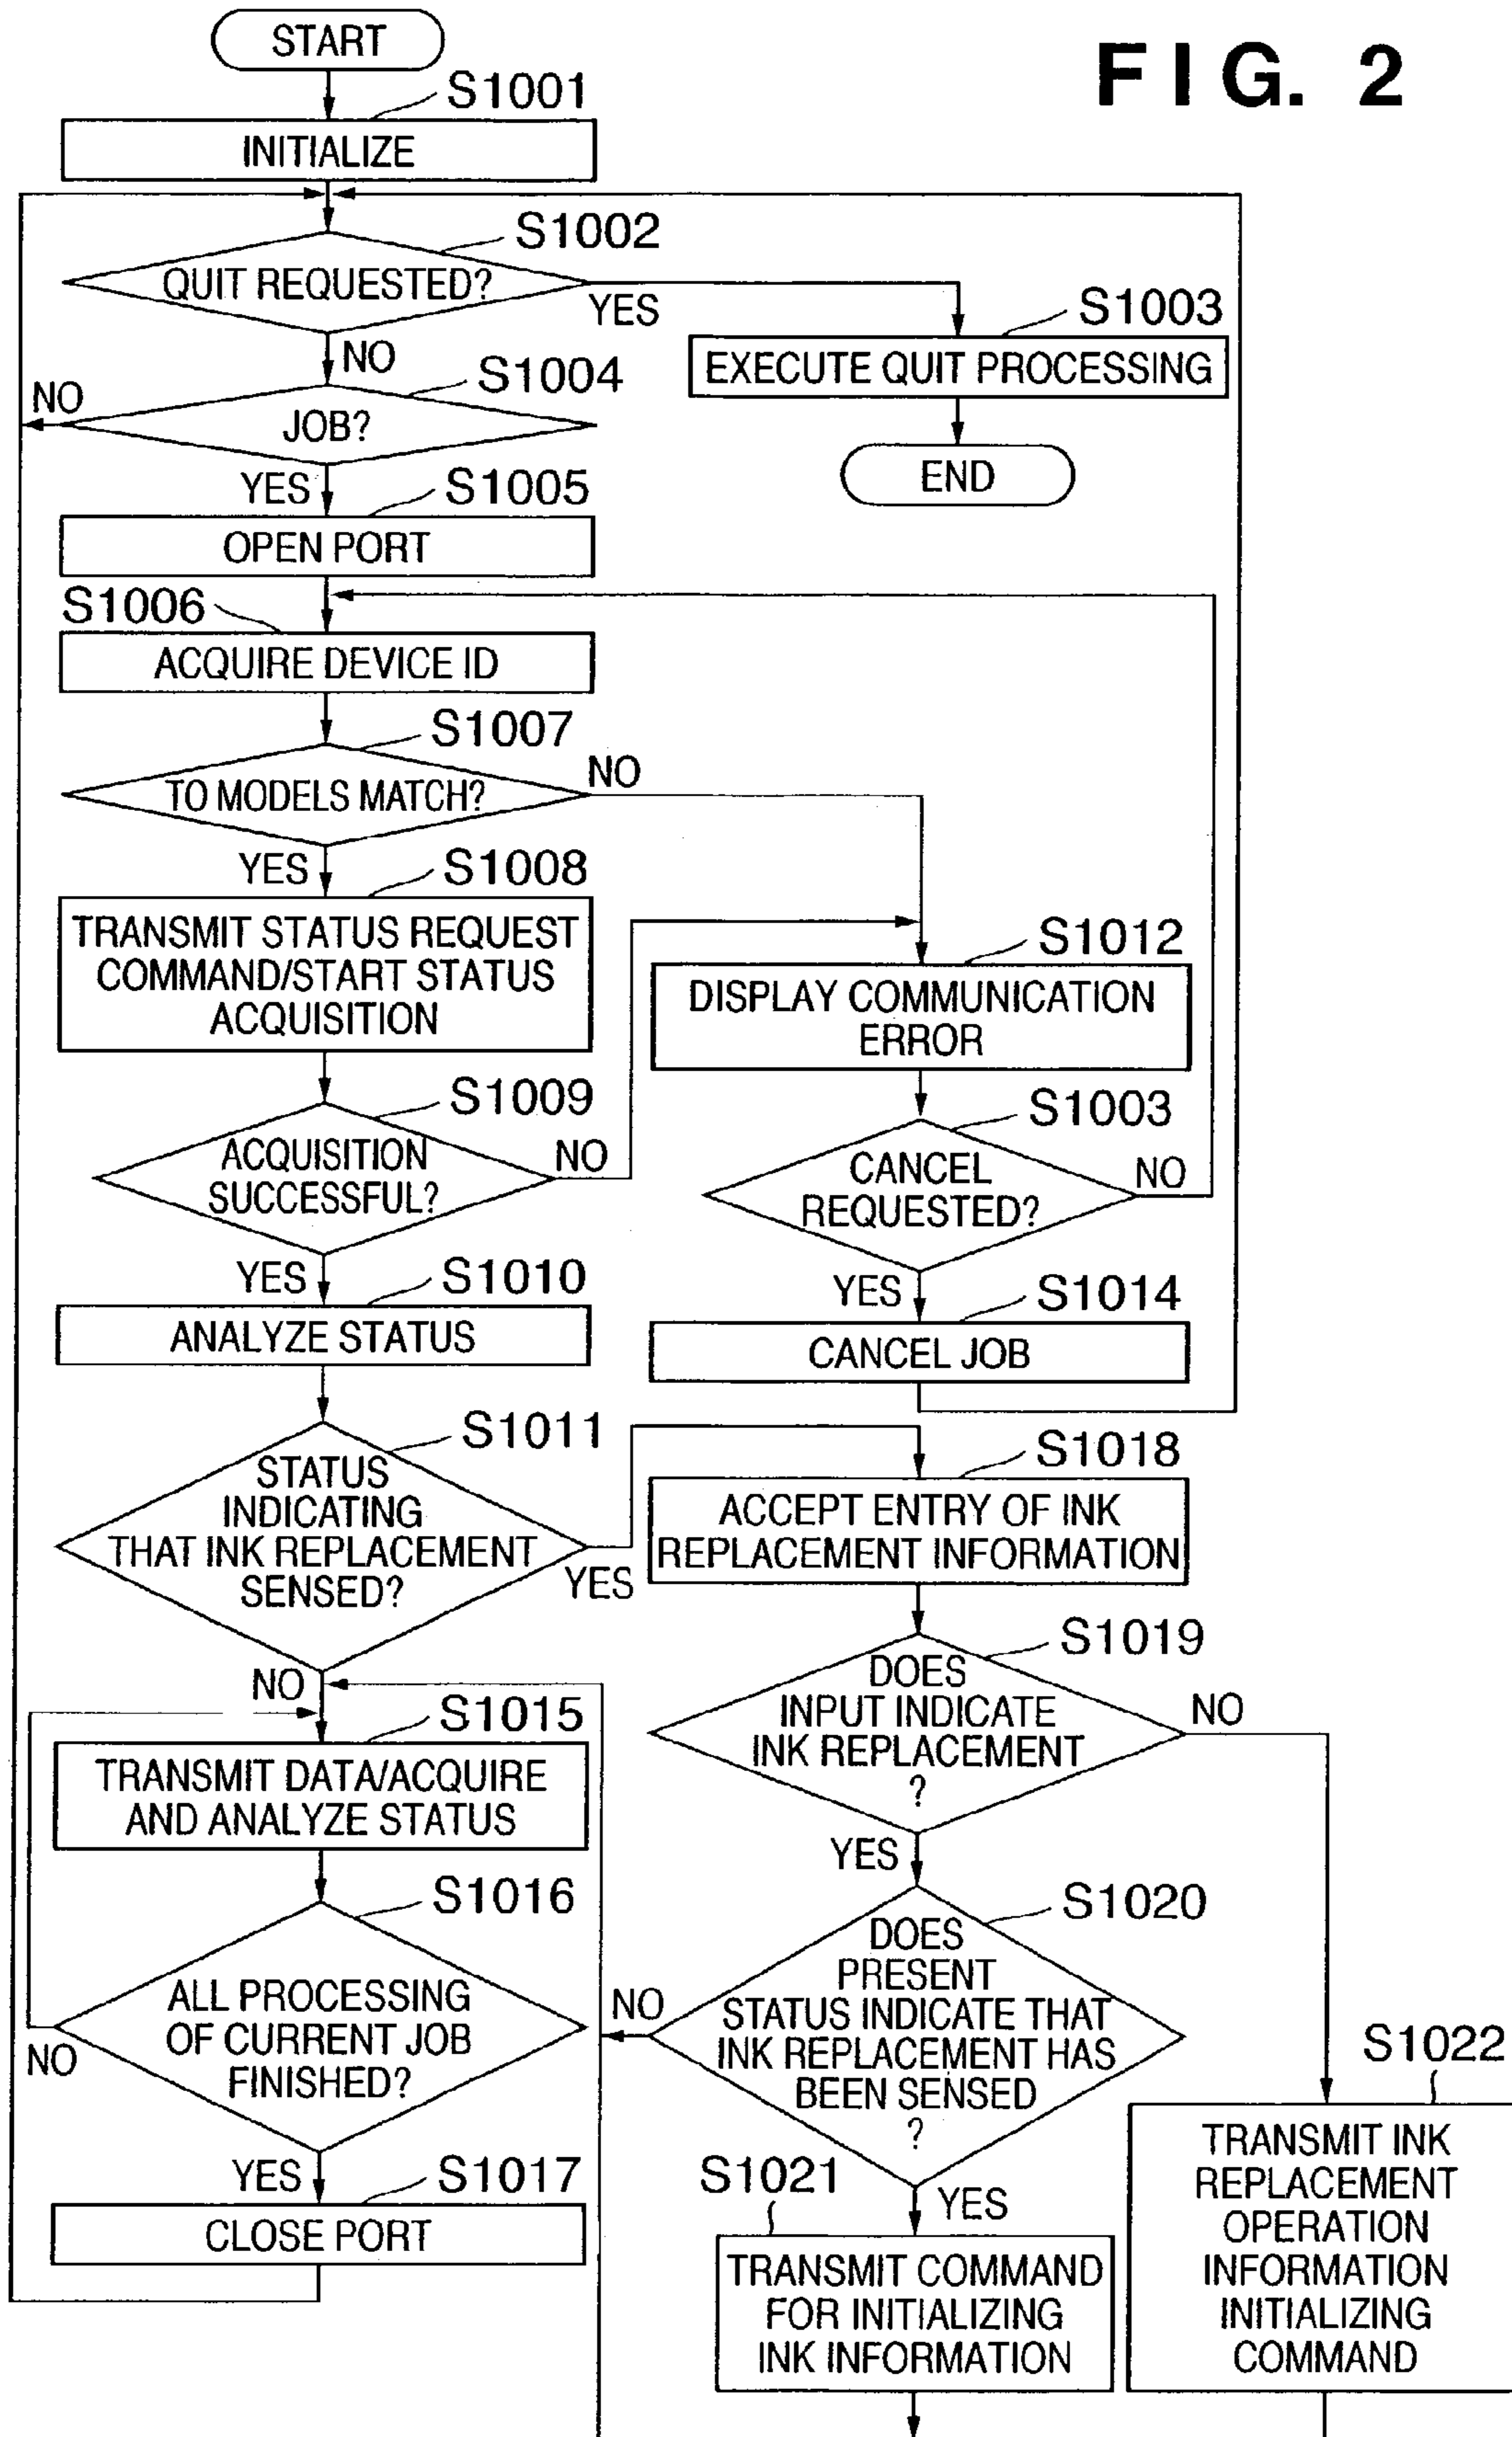 START
FIG. 2
S1001
INITIALIZE
S1002
QUIT REQUESTED?
YES
S1003
EXECUTE QUIT PROCESSING
END
NO
S1004
NO
JOB?
YES
S1005
OPEN PORT
S1006
ACQUIRE DEVICE ID
S1007
TO MODELS MATCH?
NO
YES
S1008
TRANSMIT STATUS REQUEST
COMMAND/START STATUS
ACQUISITION
S1012
DISPLAY COMMUNICATION
ERROR
S1009
ACQUISITION
SUCCESSFUL?
NO
S1003
CANCEL
REQUESTED?
NO
YES
S1010
ANALYZE STATUS
YES
S1014
CANCEL JOB
S1011
STATUS
INDICATING
THAT INK REPLACEMENT
SENSED?
YES
S1018
ACCEPT ENTRY OF INK
REPLACEMENT INFORMATION
NO
S1015
TRANSMIT DATA/ACQUIRE
AND ANALYZE STATUS
S1019
DOES
INPUT INDICATE
INK REPLACEMENT
?
NO
YES
S1016
ALL PROCESSING
OF CURRENT JOB
FINISHED?
NO
S1020
DOES
PRESENT
STATUS INDICATE THAT
INK REPLACEMENT HAS
BEEN SENSED
?
NO
YES
S1017
CLOSE PORT
S1021
YES
TRANSMIT COMMAND
FOR INITIALIZING
INK INFORMATION
S1022
TRANSMIT INK
REPLACEMENT
OPERATION
INFORMATION
INITIALIZING
COMMAND